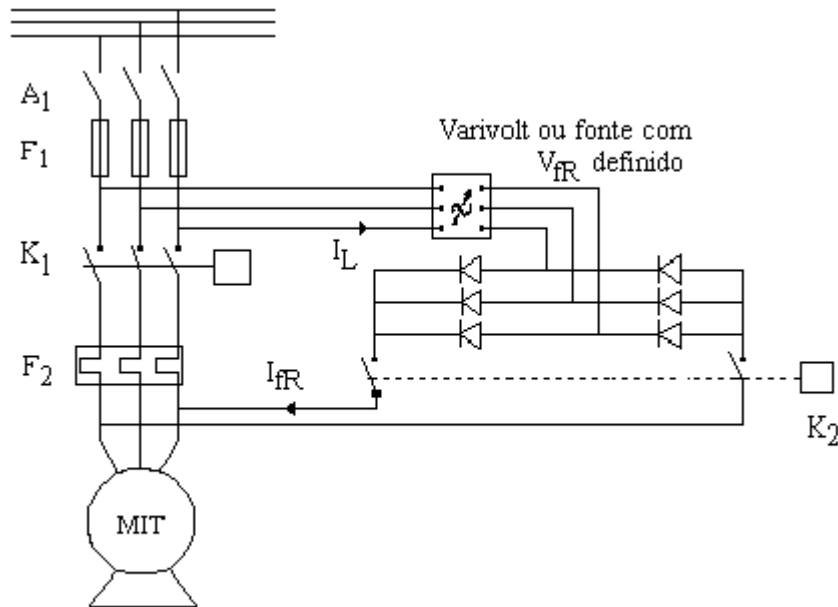 A1
F1
Varivolt ou fonte com
VfR definido
K1
IL
F2
IfR
K2
MIT